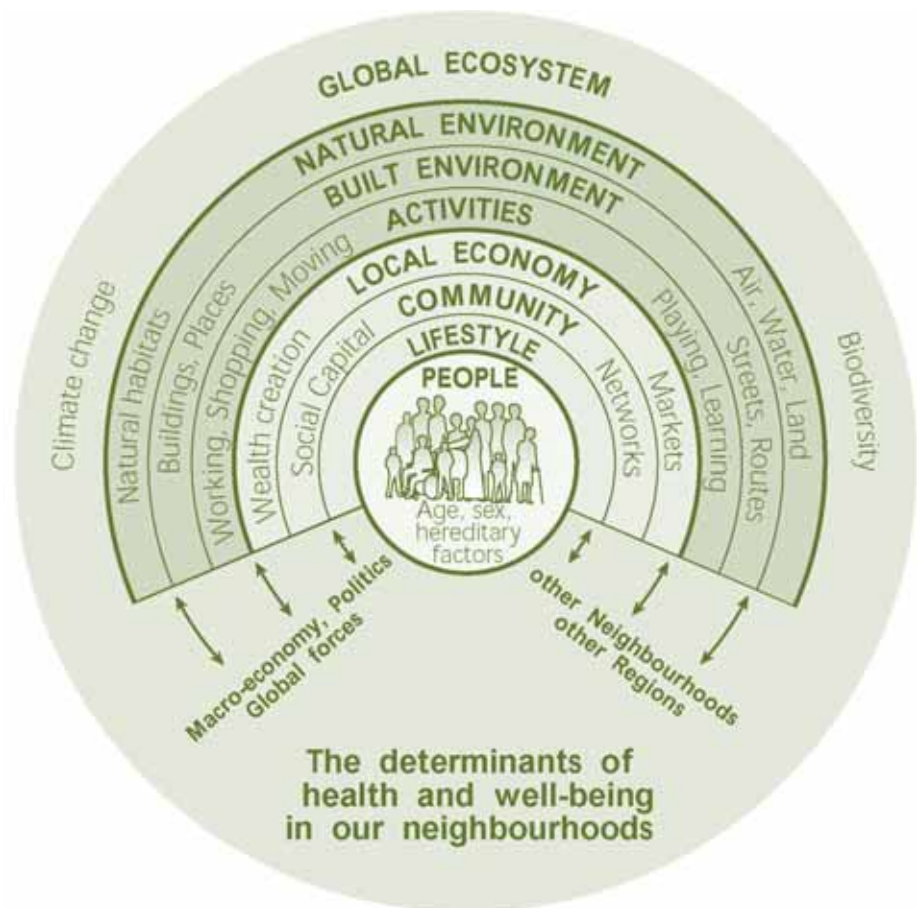 GLOBAL ECOSYSTEM
NATURAL ENVIRONMENT
BUILT ENVIRONMENT
ACTIVITIES
LOCAL ECONOMY
COMMUNITY
LIFESTYLE
PEOPLE
Age, sex,
hereditary
factors
Climate change
Natural habitats
Buildings, Places
Working, Shopping, Moving
Wealth creation
Social Capital
Networks
Markets
Playing, Learning
Streets, Routes
Air, Water, Land
Biodiversity
Macro-economy, Politics
Global forces
other Neighbourhoods
other Regions
The determinants of
health and well-being
in our neighbourhoods